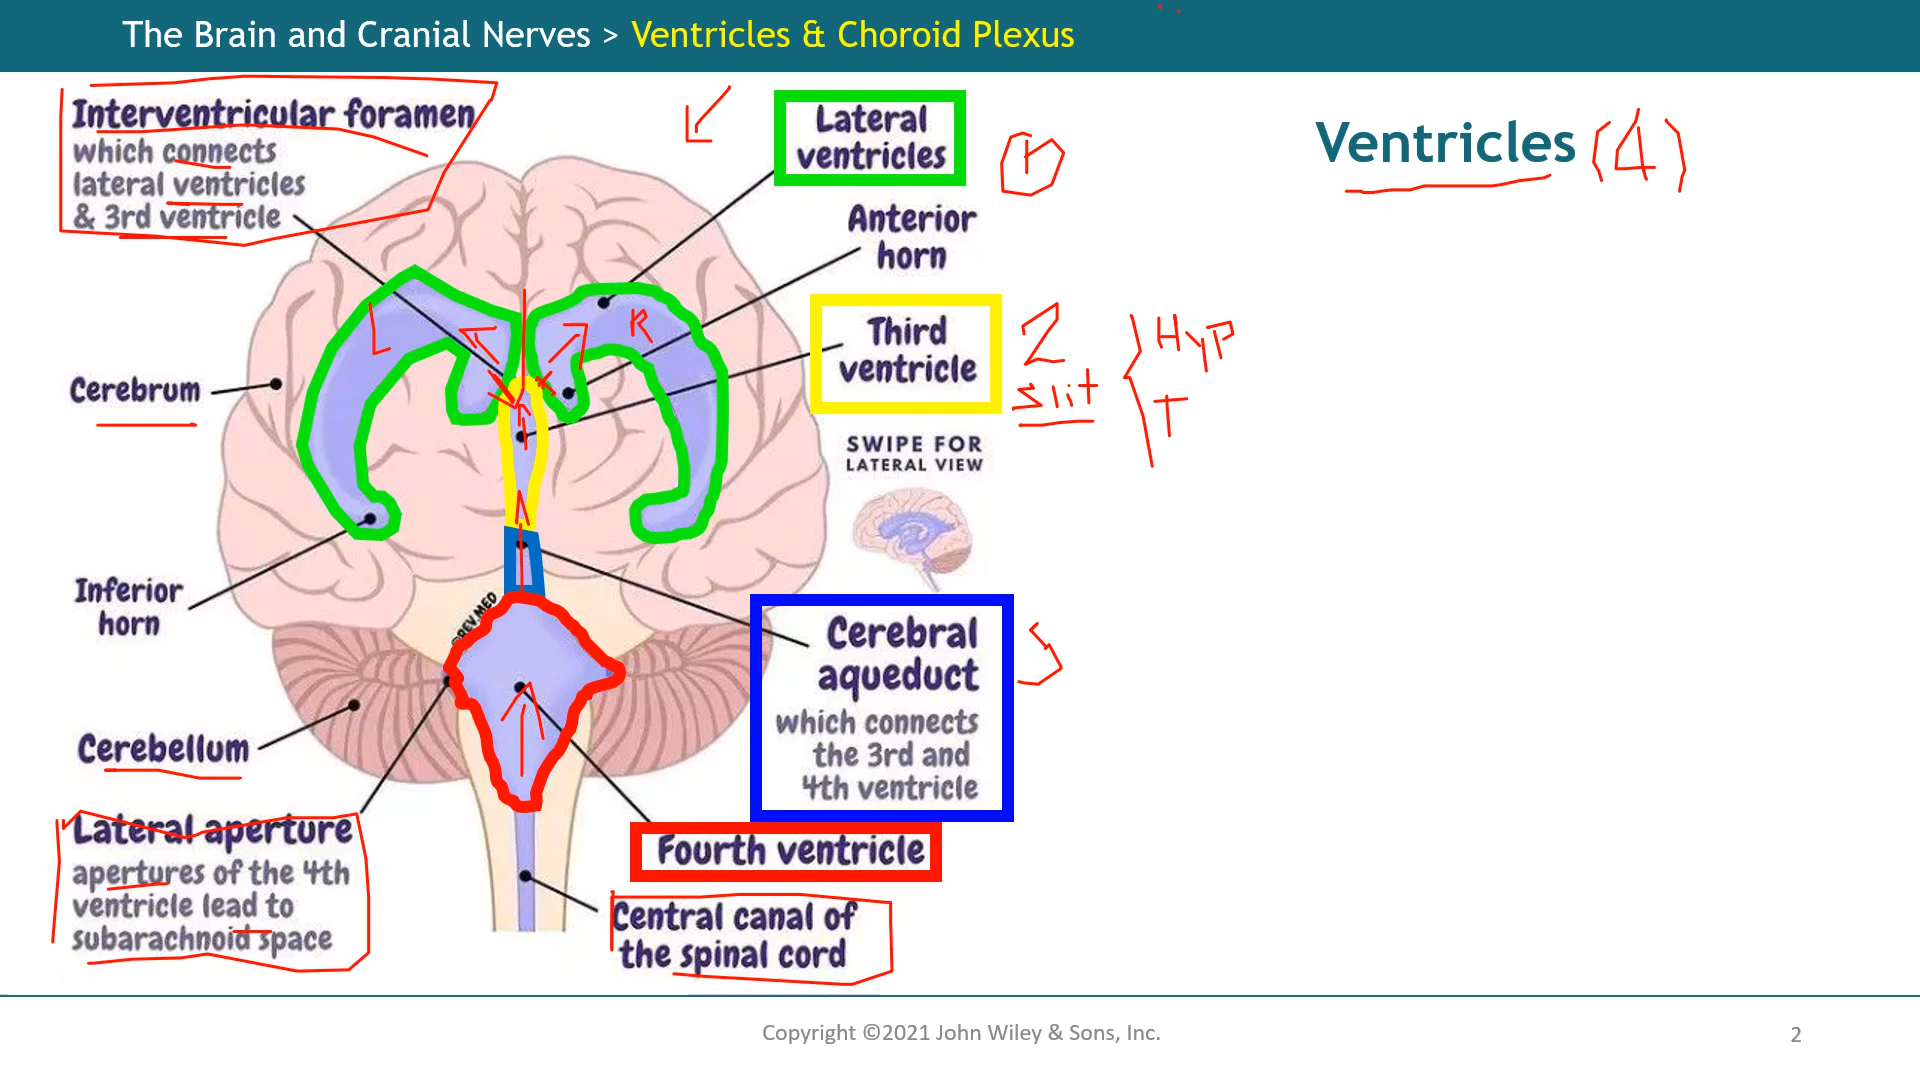 The Brain and Cranial Nerves > Ventricles & Choroid Plexus
Ventricles (4)
Interventricular foramen
which connects
lateral ventricles
& 3rd ventricle
Lateral
ventricles
1
Anterior
horn
Third
ventricle
2
slit
Hyp
T
L
R
Cerebrum
SWIPE FOR
LATERAL VIEW
Inferior
horn
@REV.MED
Cerebral
aqueduct
which connects
the 3rd and
4th ventricle
Cerebellum
Lateral aperture
apertures of the 4th
ventricle lead to
subarachnoid space
Fourth ventricle
Central canal of
the spinal cord
Copyright ©2021 John Wiley & Sons, Inc.
2